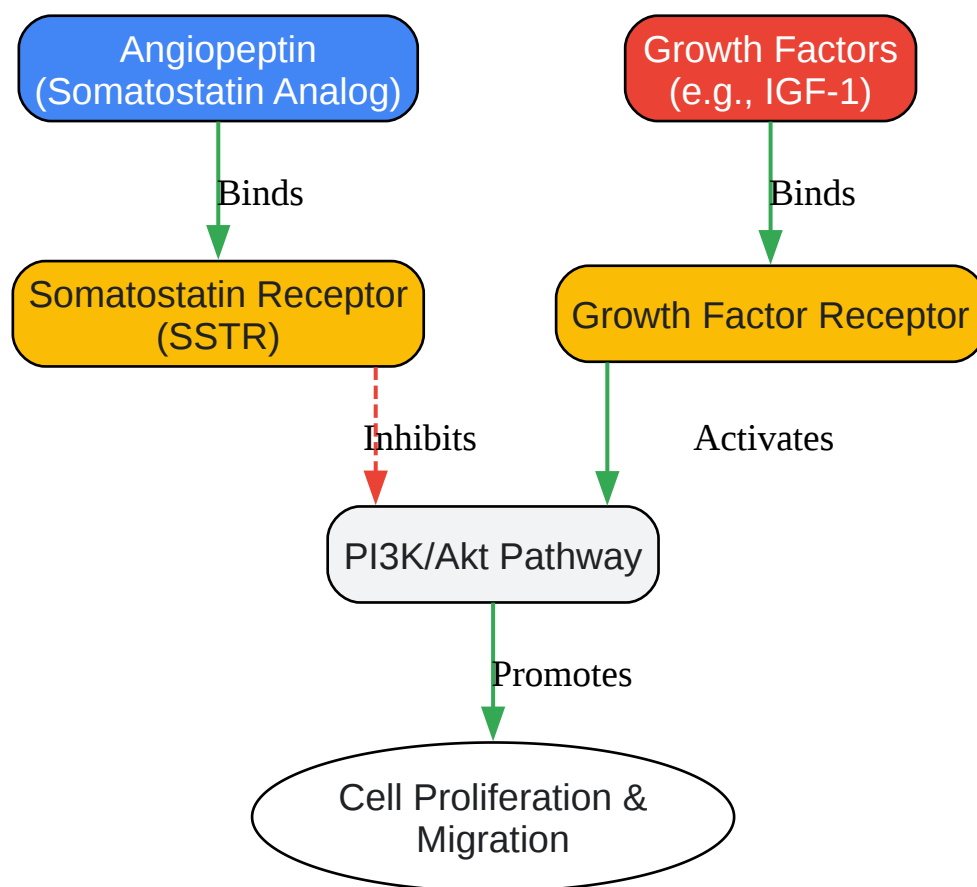 Angiopeptin
(Somatostatin Analog)
Growth Factors
(e.g., IGF-1)
Binds
Binds
Somatostatin Receptor
(SSTR)
Growth Factor Receptor
Inhibits
Activates
PI3K/Akt Pathway
Promotes
Cell Proliferation &
Migration